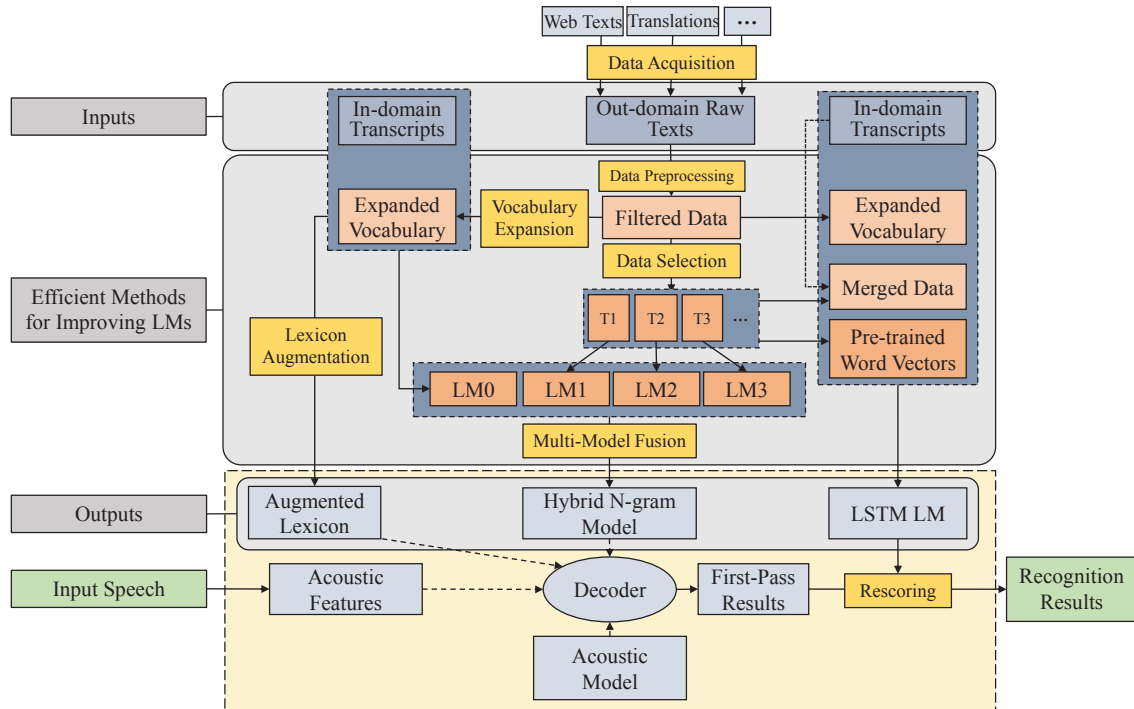 Web Texts
Translations
...
Data Acquisition
Inputs
In-domain
Transcripts
Out-domain Raw
Texts
In-domain
Transcripts
Data Preprocessing
Expanded
Vocabulary
Vocabulary
Expansion
Filtered Data
Expanded
Vocabulary
Data Selection
Efficient Methods
for Improving LMs
T1
T2
T3
...
Merged Data
Lexicon
Augmentation
Pre-trained
Word Vectors
LM0
LM1
LM2
LM3
Multi-Model Fusion
Outputs
Augmented
Lexicon
Hybrid N-gram
Model
LSTM LM
Input Speech
Acoustic
Features
Decoder
First-Pass
Results
Rescoring
Recognition
Results
Acoustic
Model